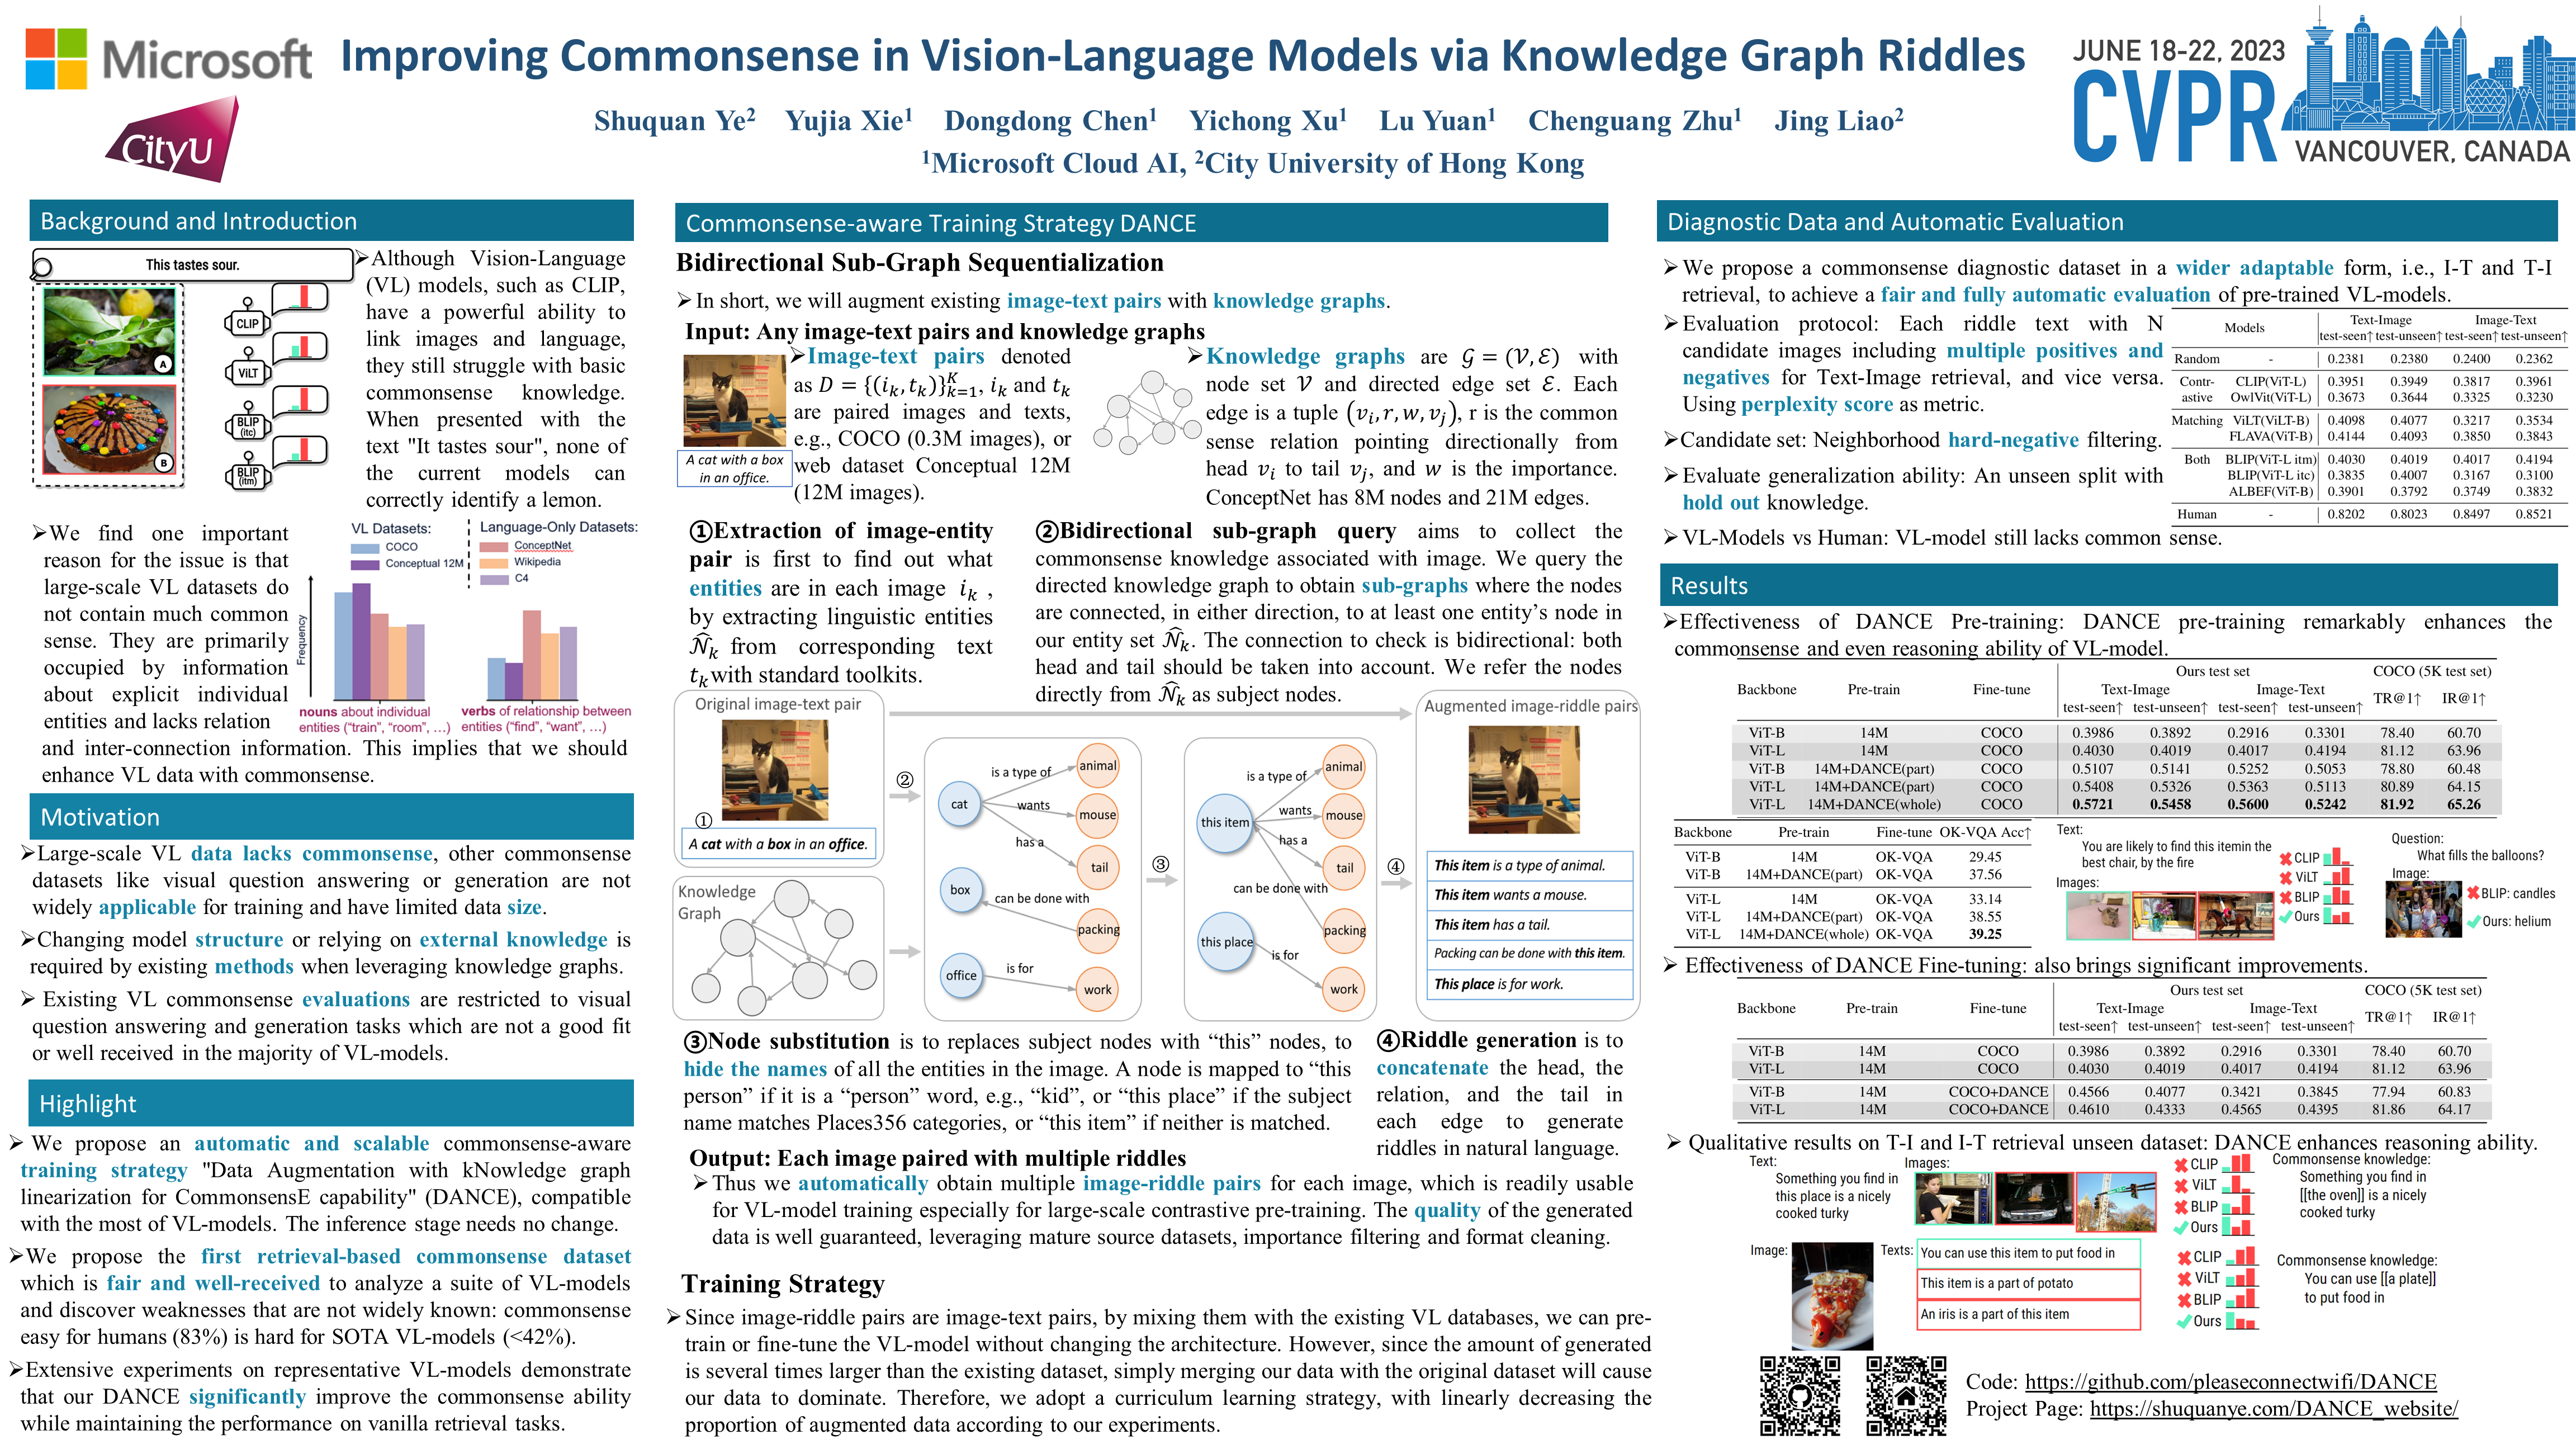 Microsoft
CityU
Improving Commonsense in Vision-Language Models via Knowledge Graph Riddles
Shuquan Ye² Yujia Xie¹ Dongdong Chen¹ Yichong Xu¹ Lu Yuan¹ Chenguang Zhu¹ Jing Liao²
¹Microsoft Cloud AI, ²City University of Hong Kong
JUNE 18-22, 2023
CVPR
VANCOUVER, CANADA
Background and Introduction
This tastes sour.
A
B
CLIP
ViLT
BLIP
(itc)
BLIP
(itm)
➢Although Vision-Language
(VL) models, such as CLIP,
have a powerful ability to
link images and language,
they still struggle with basic
commonsense knowledge.
When presented with the
text "It tastes sour", none of
the current models can
correctly identify a lemon.
➢We find one important
reason for the issue is that
large-scale VL datasets do
not contain much common
sense. They are primarily
occupied by information
about explicit individual
entities and lacks relation
and inter-connection information. This implies that we should
enhance VL data with commonsense.
VL Datasets:
COCO
Conceptual 12M
Language-Only Datasets:
ConceptNet
Wikipedia
C4
Frequency
nouns about individual
entities ("train", "room", …)
verbs of relationship between
entities ("find", "want", …)
Motivation
➢Large-scale VL data lacks commonsense, other commonsense
datasets like visual question answering or generation are not
widely applicable for training and have limited data size.
➢Changing model structure or relying on external knowledge is
required by existing methods when leveraging knowledge graphs.
➢ Existing VL commonsense evaluations are restricted to visual
question answering and generation tasks which are not a good fit
or well received in the majority of VL-models.
Highlight
➢ We propose an automatic and scalable commonsense-aware
training strategy "Data Augmentation with kNowledge graph
linearization for CommonsensE capability" (DANCE), compatible
with the most of VL-models. The inference stage needs no change.
➢We propose the first retrieval-based commonsense dataset
which is fair and well-received to analyze a suite of VL-models
and discover weaknesses that are not widely known: commonsense
easy for humans (83%) is hard for SOTA VL-models (<42%).
➢Extensive experiments on representative VL-models demonstrate
that our DANCE significantly improve the commonsense ability
while maintaining the performance on vanilla retrieval tasks.
Commonsense-aware Training Strategy DANCE
Bidirectional Sub-Graph Sequentialization
➢In short, we will augment existing image-text pairs with knowledge graphs.
Input: Any image-text pairs and knowledge graphs
A cat with a box
in an office.
➢Image-text pairs denoted
as D = {(i_k, t_k)}_{k=1}^K, i_k and t_k
are paired images and texts,
e.g., COCO (0.3M images), or
web dataset Conceptual 12M
(12M images).
➢Knowledge graphs are 𝒢 = (𝒱, ℰ) with
node set 𝒱 and directed edge set ℰ. Each
edge is a tuple (v_i, r, w, v_j), r is the common
sense relation pointing directionally from
head v_i to tail v_j, and w is the importance.
ConceptNet has 8M nodes and 21M edges.
①Extraction of image-entity
pair is first to find out what
entities are in each image i_k ,
by extracting linguistic entities
𝒩̂_k from corresponding text
t_k with standard toolkits.
②Bidirectional sub-graph query aims to collect the
commonsense knowledge associated with image. We query the
directed knowledge graph to obtain sub-graphs where the nodes
are connected, in either direction, to at least one entity's node in
our entity set 𝒩̂_k. The connection to check is bidirectional: both
head and tail should be taken into account. We refer the nodes
directly from 𝒩̂_k as subject nodes.
Original image-text pair
①
A cat with a box in an office.
Knowledge
Graph
②
cat
box
office
is a type of
wants
has a
can be done with
is for
animal
mouse
tail
packing
work
③
this item
this place
is a type of
wants
has a
can be done with
is for
animal
mouse
tail
packing
work
④
Augmented image-riddle pairs
This item is a type of animal.
This item wants a mouse.
This item has a tail.
Packing can be done with this item.
This place is for work.
③Node substitution is to replaces subject nodes with “this” nodes, to
hide the names of all the entities in the image. A node is mapped to “this
person” if it is a “person” word, e.g., “kid”, or “this place” if the subject
name matches Places356 categories, or “this item” if neither is matched.
④Riddle generation is to
concatenate the head, the
relation, and the tail in
each edge to generate
riddles in natural language.
Output: Each image paired with multiple riddles
➢Thus we automatically obtain multiple image-riddle pairs for each image, which is readily usable
for VL-model training especially for large-scale contrastive pre-training. The quality of the generated
data is well guaranteed, leveraging mature source datasets, importance filtering and format cleaning.
Training Strategy
➢Since image-riddle pairs are image-text pairs, by mixing them with the existing VL databases, we can pre-
train or fine-tune the VL-model without changing the architecture. However, since the amount of generated
is several times larger than the existing dataset, simply merging our data with the original dataset will cause
our data to dominate. Therefore, we adopt a curriculum learning strategy, with linearly decreasing the
proportion of augmented data according to our experiments.
Diagnostic Data and Automatic Evaluation
➢We propose a commonsense diagnostic dataset in a wider adaptable form, i.e., I-T and T-I
retrieval, to achieve a fair and fully automatic evaluation of pre-trained VL-models.
➢Evaluation protocol: Each riddle text with N
candidate images including multiple positives and
negatives for Text-Image retrieval, and vice versa.
Using perplexity score as metric.
➢Candidate set: Neighborhood hard-negative filtering.
➢Evaluate generalization ability: An unseen split with
hold out knowledge.
➢VL-Models vs Human: VL-model still lacks common sense.
Models Text-Image Image-Text
test-seen↑ test-unseen↑ test-seen↑ test-unseen↑
Random - 0.2381 0.2380 0.2400 0.2362
Contr- CLIP(ViT-L) 0.3951 0.3949 0.3817 0.3961
astive OwlVit(ViT-L) 0.3673 0.3644 0.3325 0.3230
Matching ViLT(ViLT-B) 0.4098 0.4077 0.3217 0.3534
FLAVA(ViT-B) 0.4144 0.4093 0.3850 0.3843
Both BLIP(ViT-L itm) 0.4030 0.4019 0.4017 0.4194
BLIP(ViT-L itc) 0.3835 0.4007 0.3167 0.3100
ALBEF(ViT-B) 0.3901 0.3792 0.3749 0.3832
Human - 0.8202 0.8023 0.8497 0.8521
Results
➢Effectiveness of DANCE Pre-training: DANCE pre-training remarkably enhances the
commonsense and even reasoning ability of VL-model.
Ours test set COCO (5K test set)
Backbone Pre-train Fine-tune Text-Image Image-Text TR@1↑ IR@1↑
test-seen↑ test-unseen↑ test-seen↑ test-unseen↑
ViT-B 14M COCO 0.3986 0.3892 0.2916 0.3301 78.40 60.70
ViT-L 14M COCO 0.4030 0.4019 0.4017 0.4194 81.12 63.96
ViT-B 14M+DANCE(part) COCO 0.5107 0.5141 0.5252 0.5053 78.80 60.48
ViT-L 14M+DANCE(part) COCO 0.5408 0.5326 0.5363 0.5113 80.89 64.15
ViT-L 14M+DANCE(whole) COCO 0.5721 0.5458 0.5600 0.5242 81.92 65.26
Backbone Pre-train Fine-tune OK-VQA Acc↑
ViT-B 14M OK-VQA 29.45
ViT-B 14M+DANCE(part) OK-VQA 37.56
ViT-L 14M OK-VQA 33.14
ViT-L 14M+DANCE(part) OK-VQA 38.55
ViT-L 14M+DANCE(whole) OK-VQA 39.25
Text:
You are likely to find this itemin the
best chair, by the fire
Images:
CLIP
ViLT
BLIP
Ours
Question:
What fills the balloons?
Image:
BLIP: candles
Ours: helium
➢ Effectiveness of DANCE Fine-tuning: also brings significant improvements.
Ours test set COCO (5K test set)
Backbone Pre-train Fine-tune Text-Image Image-Text TR@1↑ IR@1↑
test-seen↑ test-unseen↑ test-seen↑ test-unseen↑
ViT-B 14M COCO 0.3986 0.3892 0.2916 0.3301 78.40 60.70
ViT-L 14M COCO 0.4030 0.4019 0.4017 0.4194 81.12 63.96
ViT-B 14M COCO+DANCE 0.4566 0.4077 0.3421 0.3845 77.94 60.83
ViT-L 14M COCO+DANCE 0.4610 0.4333 0.4565 0.4395 81.86 64.17
➢ Qualitative results on T-I and I-T retrieval unseen dataset: DANCE enhances reasoning ability.
Text:
Something you find in
this place is a nicely
cooked turky
Images:
CLIP
ViLT
BLIP
Ours
Commonsense knowledge:
Something you find in
[[the oven]] is a nicely
cooked turky
Image:
Texts:
You can use this item to put food in
This item is a part of potato
An iris is a part of this item
CLIP
ViLT
BLIP
Ours
Commonsense knowledge:
You can use [[a plate]]
to put food in
Code: https://github.com/pleaseconnectwifi/DANCE
Project Page: https://shuquanye.com/DANCE_website/